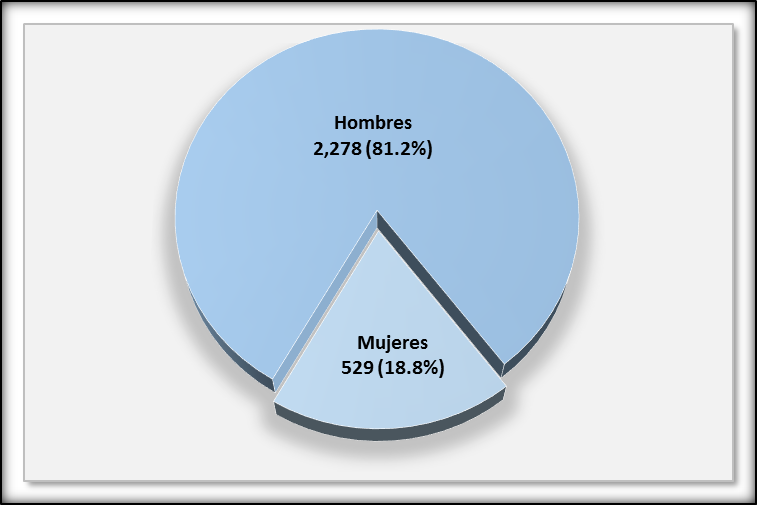 Hombres
2,278 (81.2%)
Mujeres
529 (18.8%)